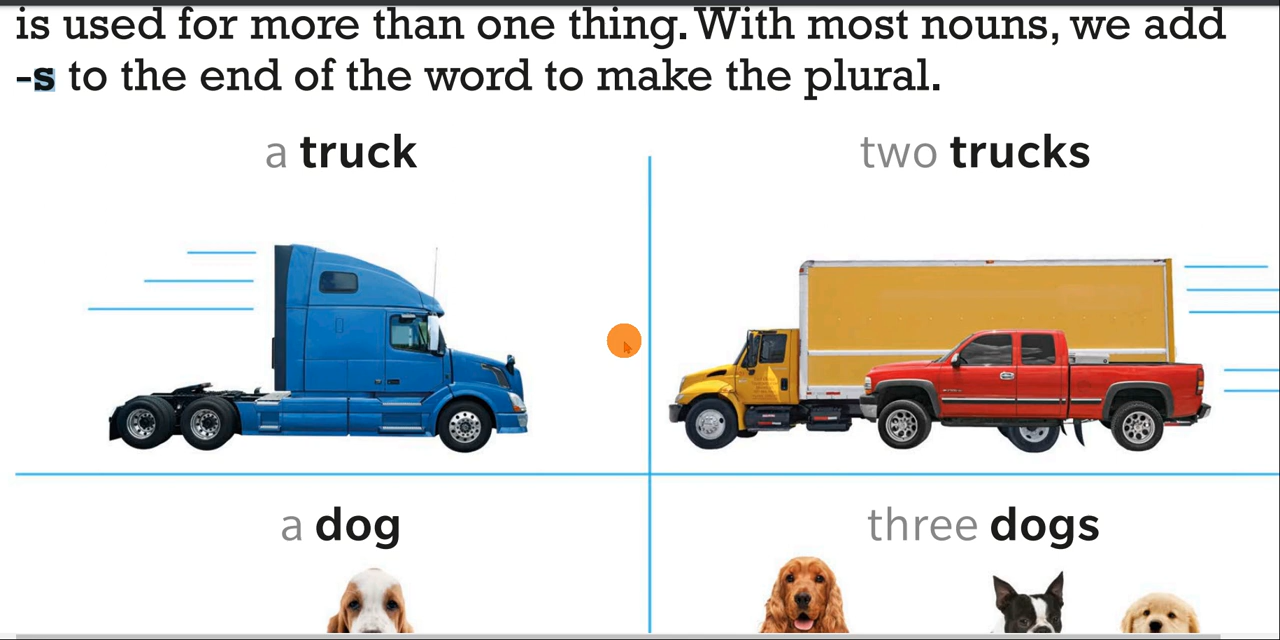 is used for more than one thing. With most nouns, we add
-s to the end of the word to make the plural.
a truck
two trucks
a dog
three dogs